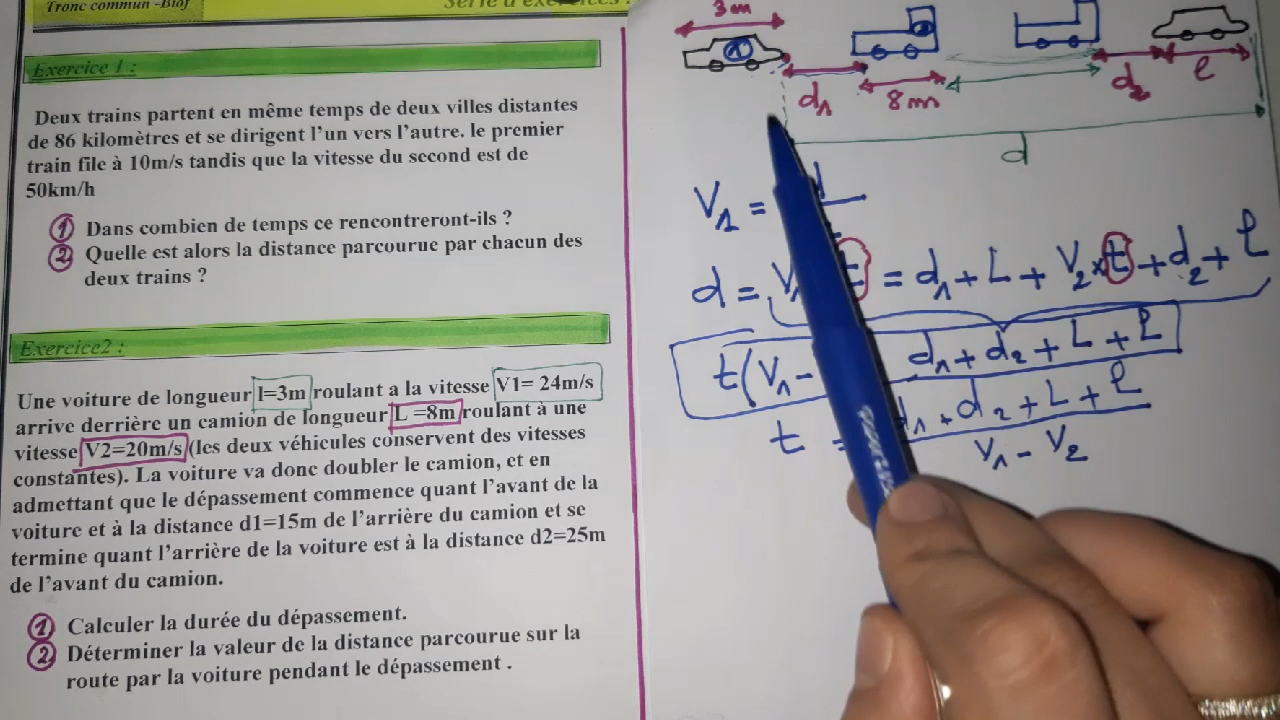 Tronc commun -Biof
Série d'exercices :
Exercice 1 :
Deux trains partent en même temps de deux villes distantes
de 86 kilomètres et se dirigent l'un vers l'autre. le premier
train file à 10m/s tandis que la vitesse du second est de
50km/h
1 Dans combien de temps ce rencontreront-ils ?
2 Quelle est alors la distance parcourue par chacun des
deux trains ?
Exercice2 :
Une voiture de longueur l=3m roulant a la vitesse V1= 24m/s
arrive derrière un camion de longueur L =8m roulant à une
vitesse V2=20m/s (les deux véhicules conservent des vitesses
constantes). La voiture va donc doubler le camion, et en
admettant que le dépassement commence quant l'avant de la
voiture et à la distance d1=15m de l'arrière du camion et se
termine quant l'arrière de la voiture est à la distance d2=25m
de l'avant du camion.
1 Calculer la durée du dépassement.
2 Déterminer la valeur de la distance parcourue sur la
route par la voiture pendant le dépassement .
3m
1
d1 8m d2 l
d
V1 = d
d = V1 t = d1 + L + V2 × t + d2 + l
t(V1 - d1 + d2 + L + l
t = d1 + d2 + L + l
V1 - V2